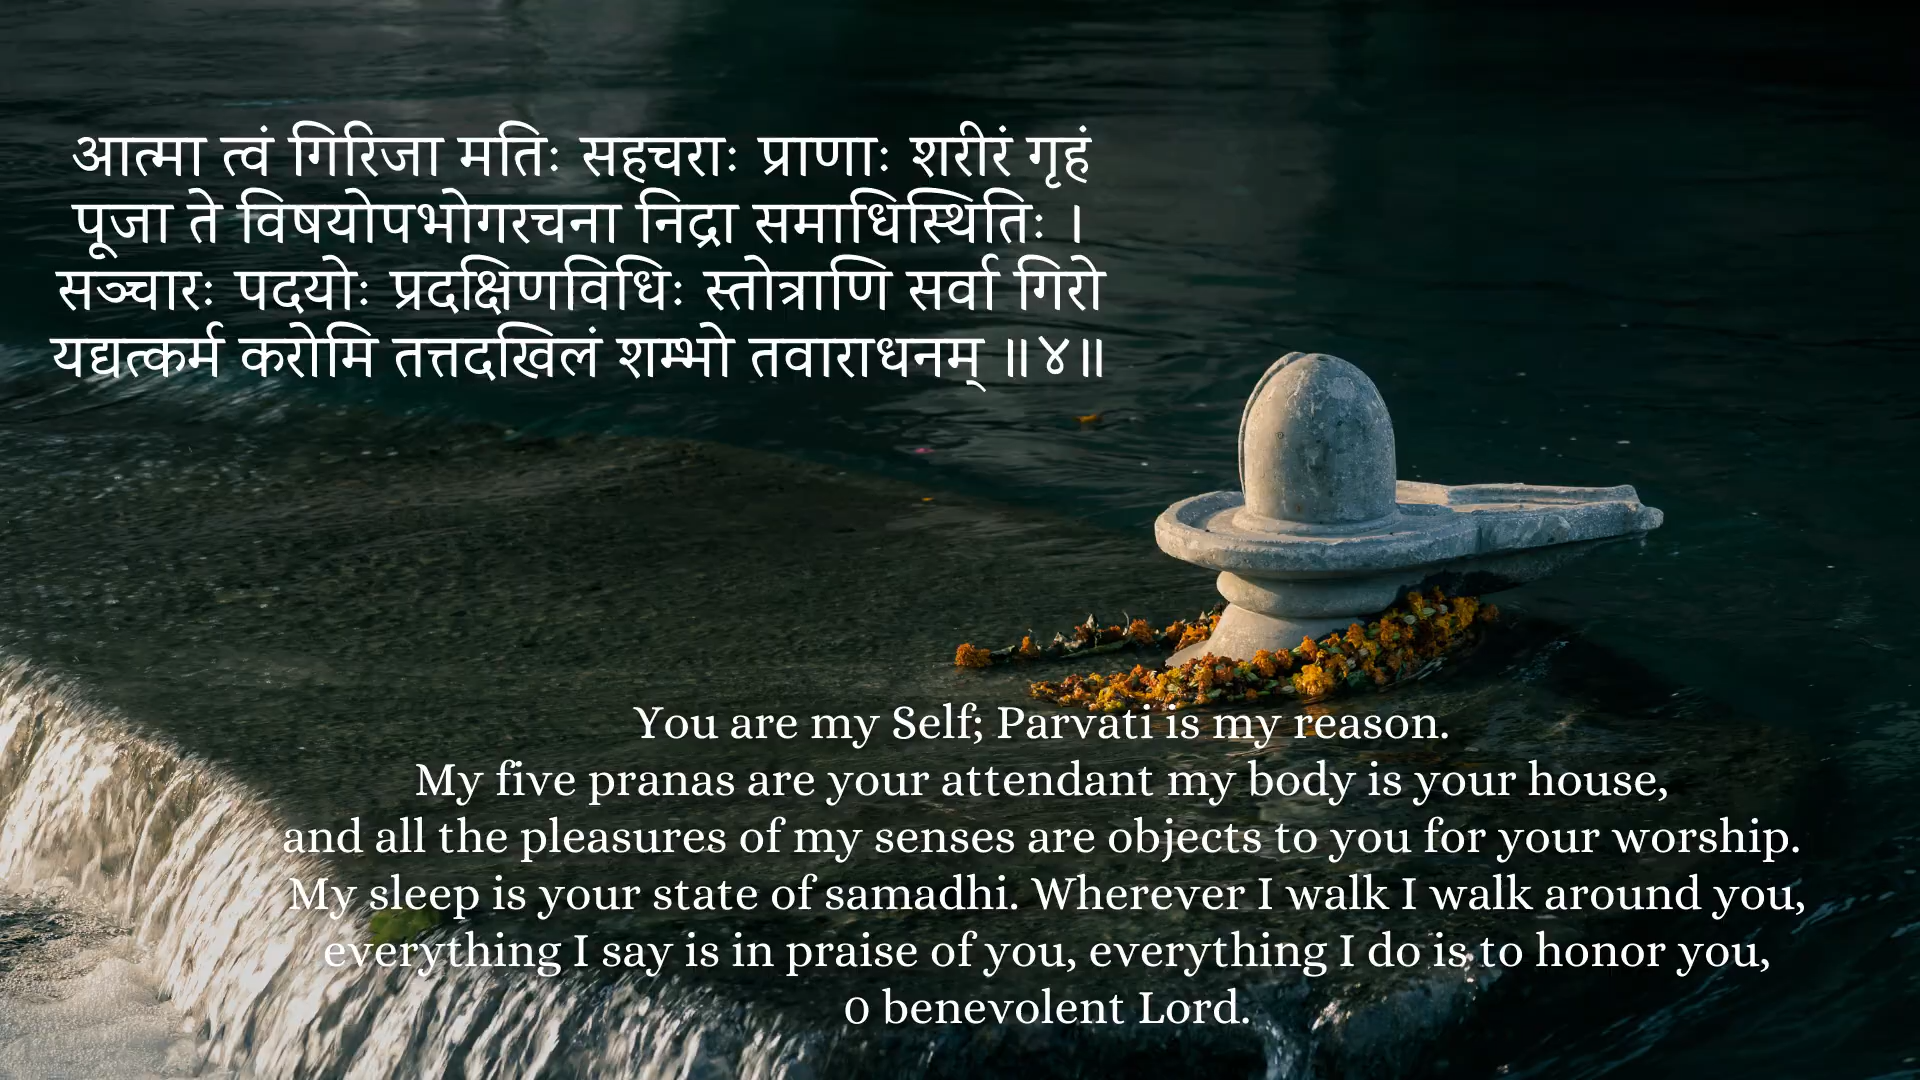 आत्मा त्वं गिरिजा मतिः सहचराः प्राणाः शरीरं गृहं
पूजा ते विषयोपभोगरचना निद्रा समाधिस्थितिः ।
सञ्चारः पदयोः प्रदक्षिणविधिः स्तोत्राणि सर्वा गिरो
यद्यत्कर्म करोमि तत्तदखिलं शम्भो तवाराधनम् ॥४॥
You are my Self; Parvati is my reason.
My five pranas are your attendant my body is your house,
and all the pleasures of my senses are objects to you for your worship.
My sleep is your state of samadhi. Wherever I walk I walk around you,
everything I say is in praise of you, everything I do is to honor you,
0 benevolent Lord.